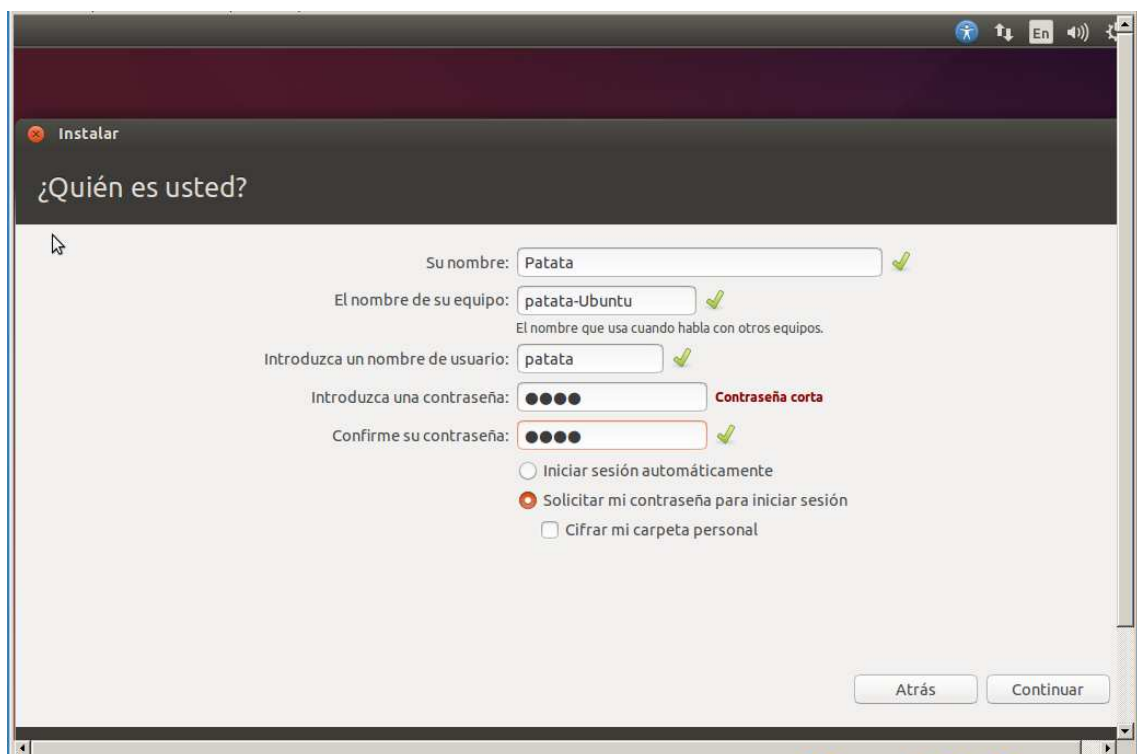 En
Instalar
¿Quién es usted?
Su nombre: Patata
El nombre de su equipo: patata-Ubuntu
El nombre que usa cuando habla con otros equipos.
Introduzca un nombre de usuario: patata
Introduzca una contraseña: ●●●● Contraseña corta
Confirme su contraseña: ●●●●
Iniciar sesión automáticamente
Solicitar mi contraseña para iniciar sesión
Cifrar mi carpeta personal
Atrás Continuar